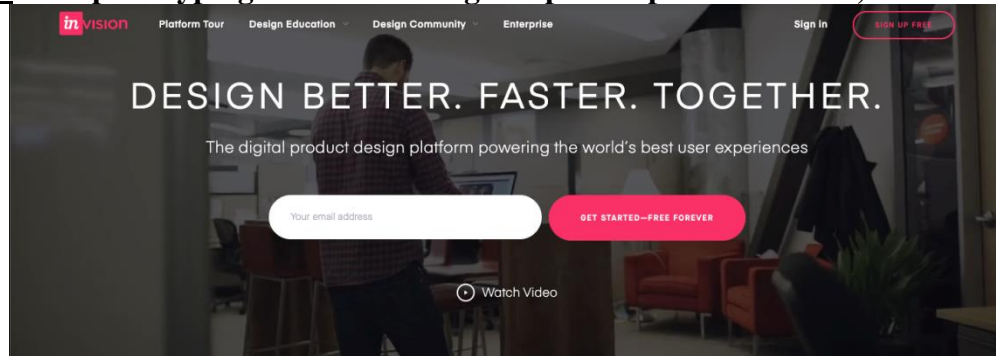 invision Platform Tour Design Education Design Community Enterprise Sign in SIGN UP FREE
DESIGN BETTER. FASTER. TOGETHER.
The digital product design platform powering the world's best user experiences
Your email address GET STARTED—FREE FOREVER
Watch Video